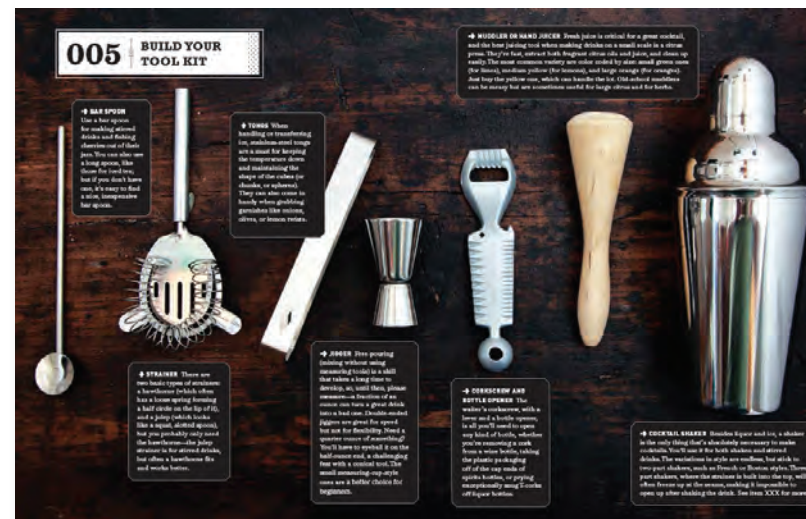 005
BUILD YOUR
TOOL KIT
→ MUDDLER OR HAND JUICER Fresh juice is critical for a great cocktail,
and the best juicing tool when making drinks on a small scale is a citrus
press. They're fast, extract both fragrant citrus oils and juice, and clean up
easily. The most common variety are color coded by size: small green ones
(for limes), medium yellow (for lemons), and large orange (for oranges).
Just buy the yellow one, which can handle the lot. Old-school muddlers
can be messy but are sometimes useful for large citrus and for herbs.
→ BAR SPOON
Use a bar spoon
for making stirred
drinks and fishing
cherries out of their
jars. You can also use
a long spoon, like
those for iced tea;
but if you don't have
one, it's easy to find
a nice, inexpensive
bar spoon.
→ TONGS When
handling or transferring
ice, stainless-steel tongs
are a must for keeping
the temperature down
and maintaining the
shape of the cubes (or
chunks, or spheres).
They can also come in
handy when grabbing
garnishes like onions,
olives, or lemon twists.
→ STRAINER There are
two basic types of strainers:
a hawthorne (which often
has a loose spring forming
a half circle on the lip of it),
and a julep (which looks
like a squat, slotted spoon),
but you probably only need
the hawthorne—the julep
strainer is for stirred drinks,
but often a hawthorne fits
and works better.
→ JIGGER Free pouring
(mixing without using
measuring tools) is a skill
that takes a long time to
develop, so, until then, please
measure—a fraction of an
ounce can turn a great drink
into a bad one. Double-ended
jiggers are great for speed
but not for flexibility. Need a
quarter ounce of something?
You'll have to eyeball it on the
half-ounce end, a challenging
feat with a conical tool. The
small measuring-cup-style
ones are a better choice for
beginners.
→ CORKSCREW AND
BOTTLE OPENER The
waiter's corkscrew, with a
lever and a bottle opener,
is all you'll need to open
any kind of bottle, whether
you're removing a cork
from a wine bottle, taking
the plastic packaging
off of the cap ends of
spirits bottles, or prying
exceptionally snug T-corks
off liquor bottles.
→ COCKTAIL SHAKER Besides liquor and ice, a shaker
is the only thing that's absolutely necessary to make
cocktails. You'll use it for both shaken and stirred
drinks. The variations in style are endless, but stick to
two-part shakers, such as French or Boston styles. Three-
part shakers, where the strainer is built into the top, will
often freeze up at the seams, making it impossible to
open up after shaking the drink. See item XXX for more